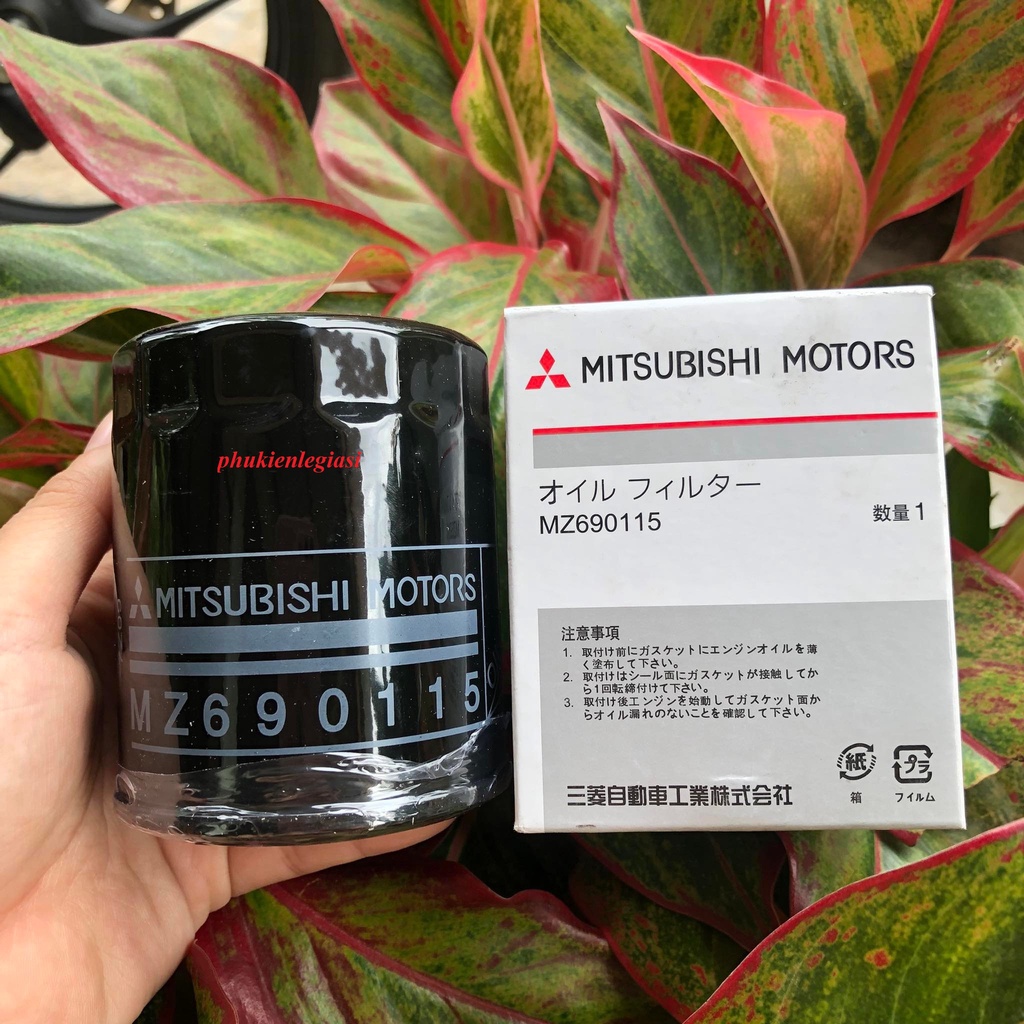 phukienlegiasi
MITSUBISHI MOTORS
MZ690115
MITSUBISHI MOTORS
オイル フィルター
MZ690115
数量 1
注意事項
1. 取付け前にガスケットにエンジンオイルを薄
く塗布して下さい。
2. 取付けはシール面にガスケットが接触してか
ら1回転締付けて下さい。
3. 取付け後エンジンを始動してガスケット面か
らオイル漏れのないことを確認して下さい。
三菱自動車工業株式会社
紙
箱
プラ
フィルム